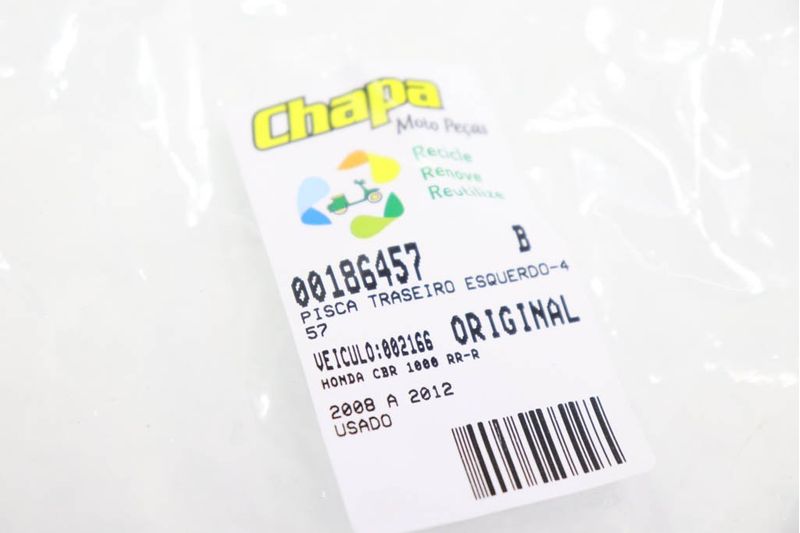 Chapa
Moto Peças
Recicle
Renove
Reutilize
B
00186457
PISCA TRASEIRO ESQUERDO-4
57
VEICULO:002166 ORIGINAL
HONDA CBR 1000 RR-R
2008 A 2012
USADO